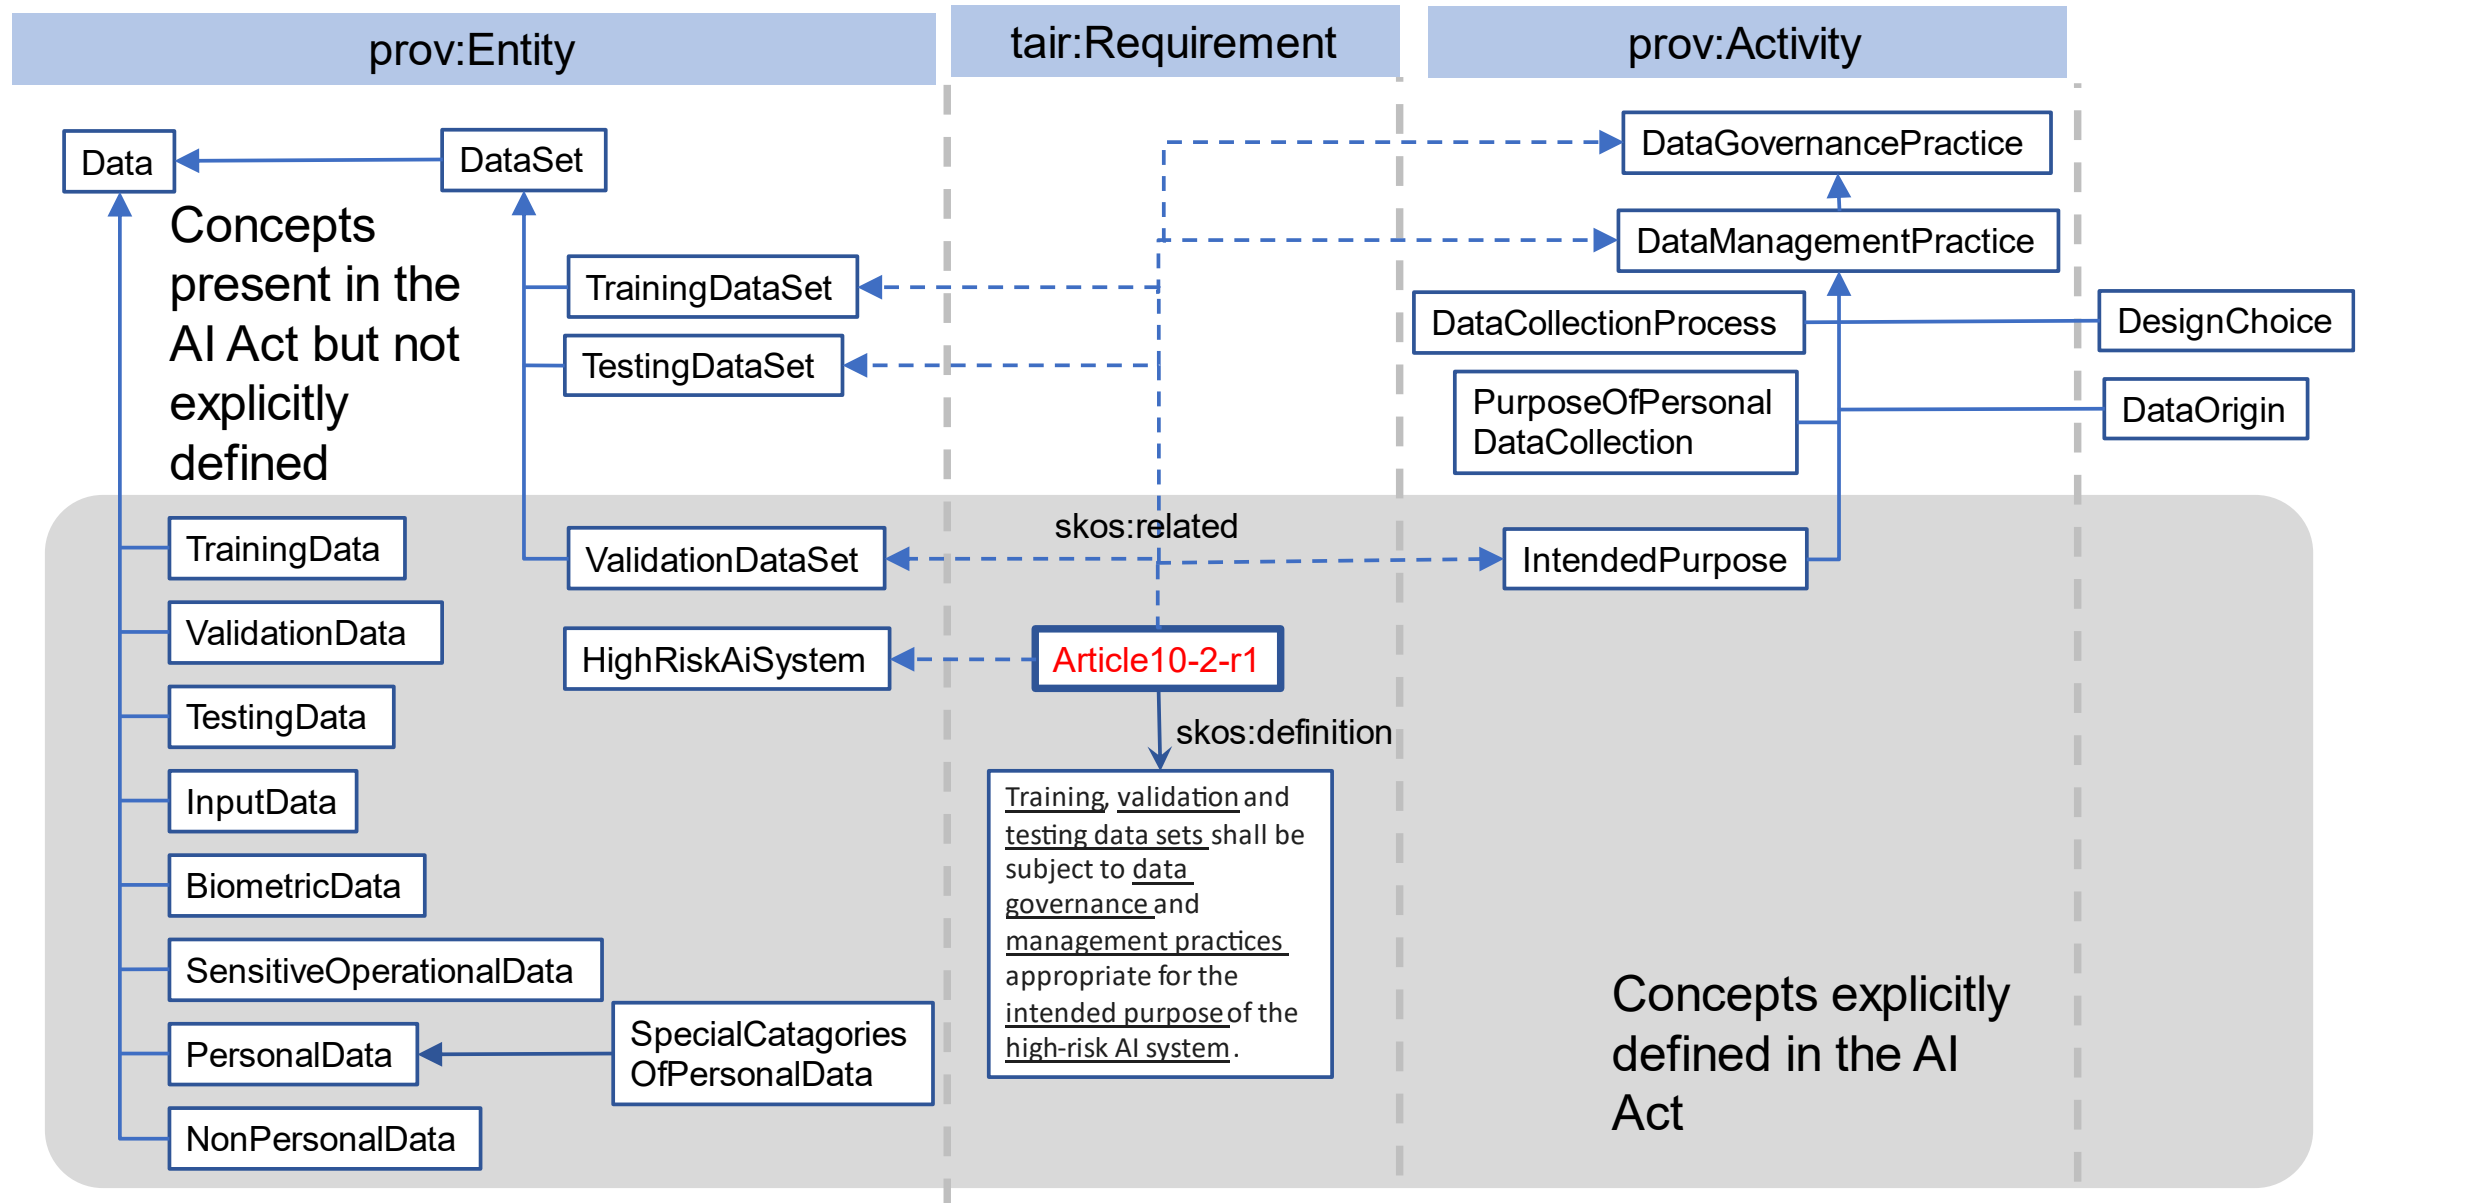 prov:Entity
tair:Requirement
prov:Activity
Data
DataSet
Concepts
present in the
AI Act but not
explicitly
defined
TrainingDataSet
TestingDataSet
DataGovernancePractice
DataManagementPractice
DataCollectionProcess
DesignChoice
PurposeOfPersonal
DataCollection
DataOrigin
skos:related
TrainingData
ValidationDataSet
IntendedPurpose
ValidationData
HighRiskAiSystem
Article10-2-r1
TestingData
skos:definition
InputData
BiometricData
SensitiveOperationalData
PersonalData
SpecialCatagories
OfPersonalData
NonPersonalData
Training, validation and
testing data sets shall be
subject to data
governance and
management practices
appropriate for the
intended purpose of the
high-risk AI system.
Concepts explicitly
defined in the AI
Act